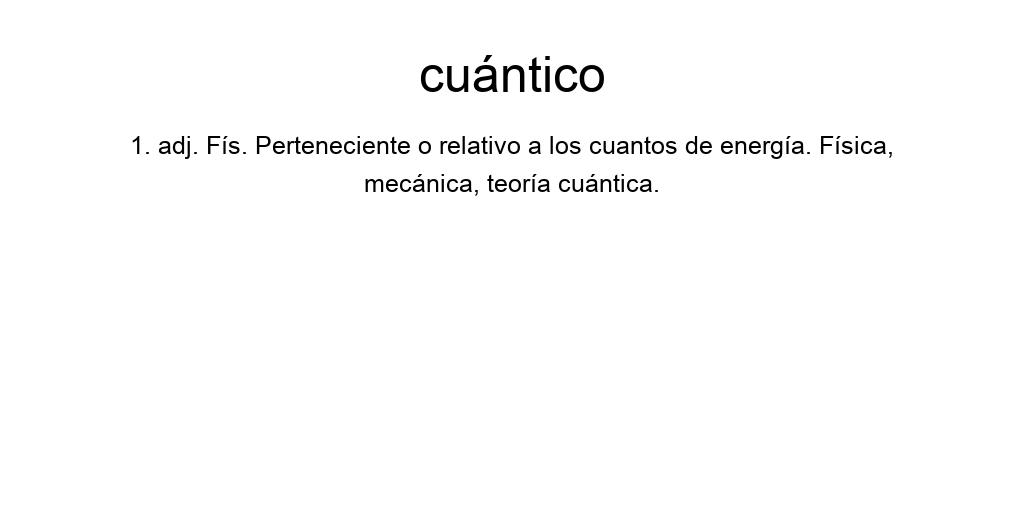 cuántico
1. adj. Fís. Perteneciente o relativo a los cuantos de energía. Física,
mecánica, teoría cuántica.